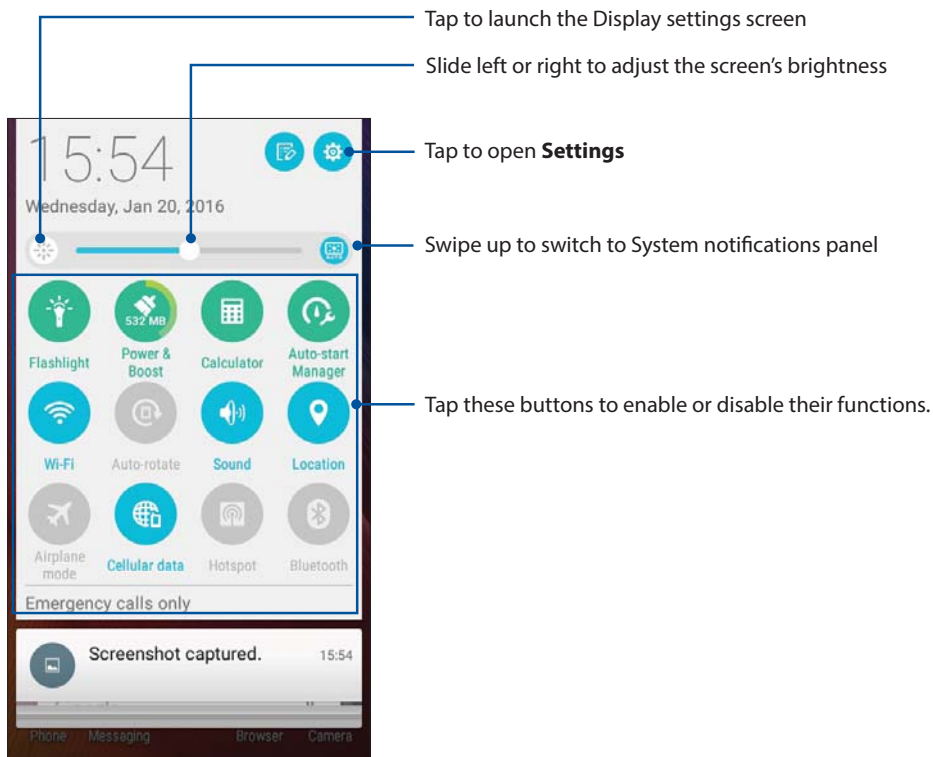 Tap to launch the Display settings screen
Slide left or right to adjust the screen's brightness
Tap to open Settings
Swipe up to switch to System notifications panel
Tap these buttons to enable or disable their functions.
15:54
Wednesday, Jan 20, 2016
AUTO
532 MB
Flashlight
Power &
Boost
Calculator
Auto-start
Manager
Wi-Fi
Auto-rotate
Sound
Location
Airplane
mode
Cellular data
Hotspot
Bluetooth
Emergency calls only
Screenshot captured.
15:54
Phone
Messaging
Browser
Camera